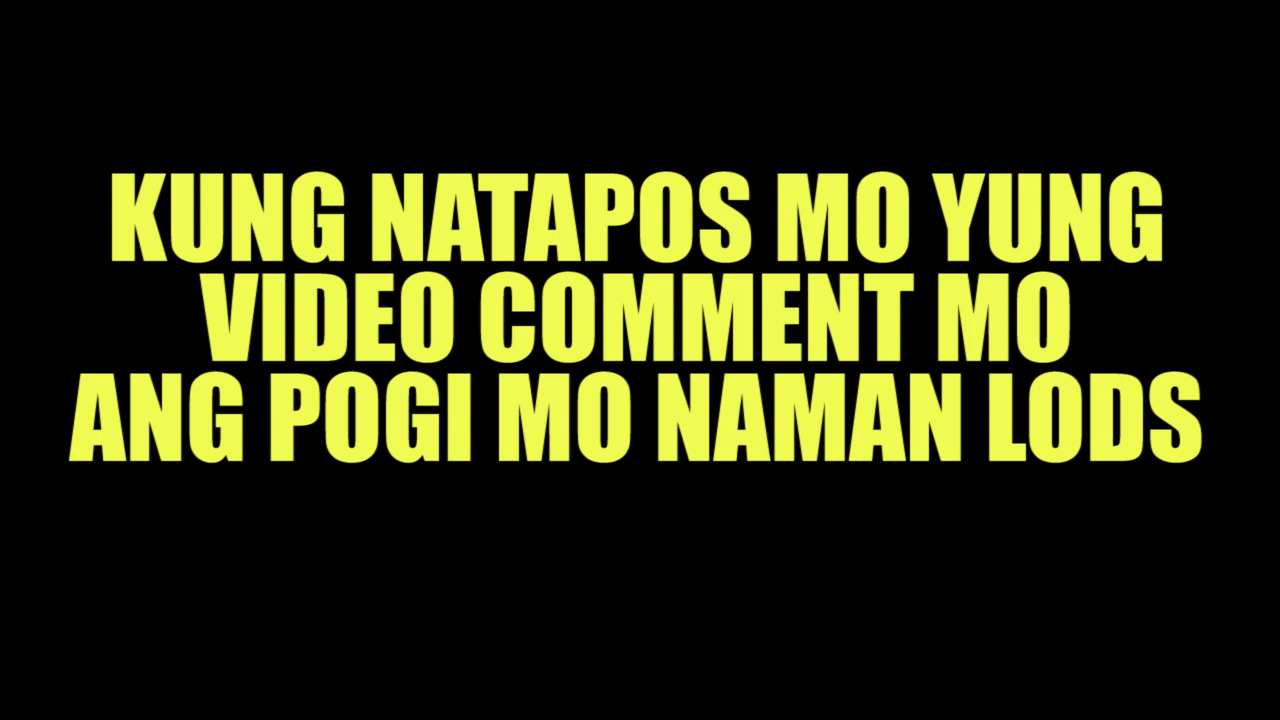 KUNG NATAPOS MO YUNG
VIDEO COMMENT MO
ANG POGI MO NAMAN LODS